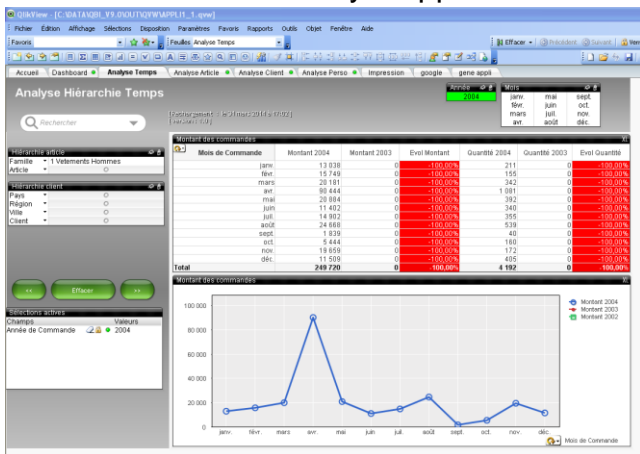 QlikView - [C:\DATA\QBI_V9.0\OUT\QVW\APPLI1_1.qvw]
Fichier Édition Affichage Sélections Disposition Paramètres Favoris Rapports Outils Objet Fenêtre Aide
Favoris Feuilles Analyse Temps Effacer Précédent Suivant
Accueil Dashboard Analyse Temps Analyse Article Analyse Client Analyse Perso Impression google gene appli
Analyse Hiérarchie Temps
Année
2004
Mois
janv. mai sept.
févr. juin oct.
mars juil. nov.
avr. août déc.
Rechercher
Hiérarchie article
Famille 1 Vetements Hommes
Article
Hiérarchie client
Pays
Région
Ville
Client
<< Effacer >>
Selections actives
Champs Valeurs
Année de Commande 2004
Montant des commandes XL
Mois de Commande Montant 2004 Montant 2003 Evol Montant Quantité 2004 Quantité 2003 Evol Quantité
janv. 13 038 0 -100,00% 211 0 -100,00%
févr. 15 749 0 -100,00% 155 0 -100,00%
mars 20 181 0 -100,00% 342 0 -100,00%
avr. 90 444 0 -100,00% 1 081 0 -100,00%
mai 20 884 0 -100,00% 392 0 -100,00%
juin 11 402 0 -100,00% 340 0 -100,00%
juil. 14 902 0 -100,00% 355 0 -100,00%
août 24 668 0 -100,00% 539 0 -100,00%
sept. 1 839 0 -100,00% 40 0 -100,00%
oct. 5 444 0 -100,00% 160 0 -100,00%
nov. 19 659 0 -100,00% 172 0 -100,00%
déc. 11 509 0 -100,00% 405 0 -100,00%
Total 249 720 0 -100,00% 4 192 0 -100,00%
Montant des commandes XL
100 000
80 000
60 000
40 000
20 000
0
janv. févr. mars avr. mai juin juil. août sept. oct. nov. déc.
Montant 2004
Montant 2003
Montant 2002
Mois de Commande